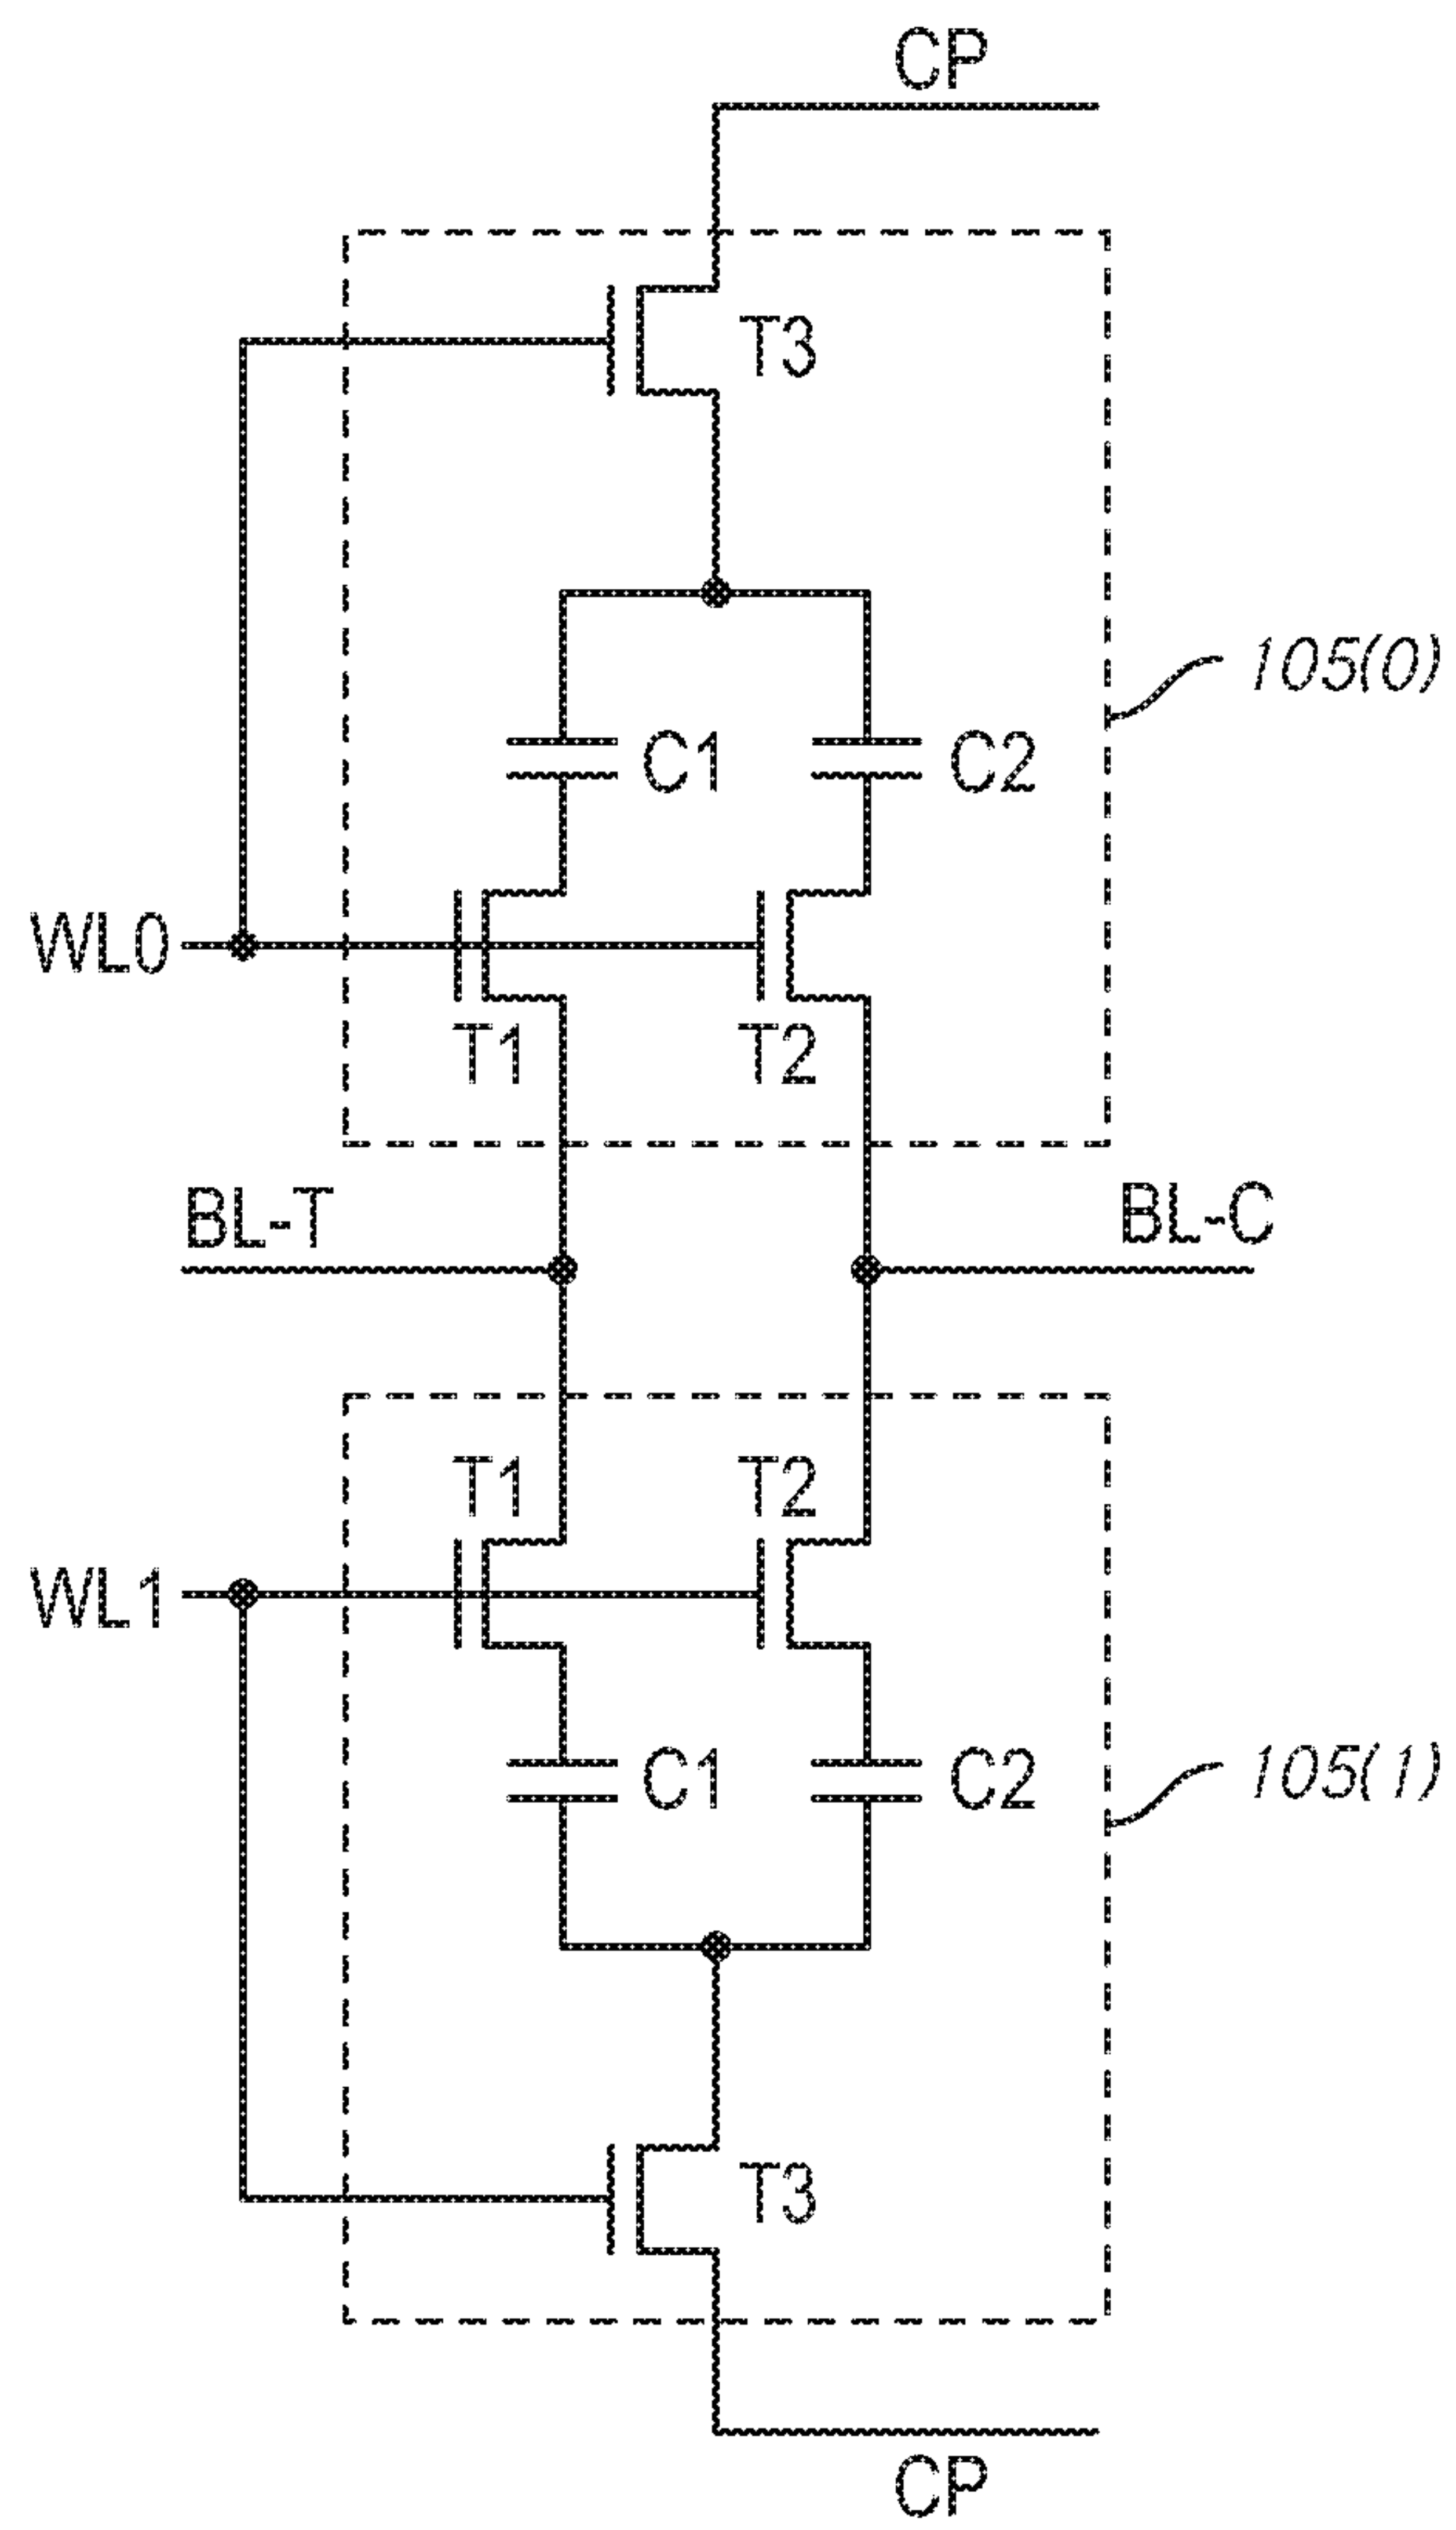 CP
T3
105(0)
C1 C2
WL0
T1 T2
BL-T BL-C
T1 T2
WL1
C1 C2
105(1)
T3
CP